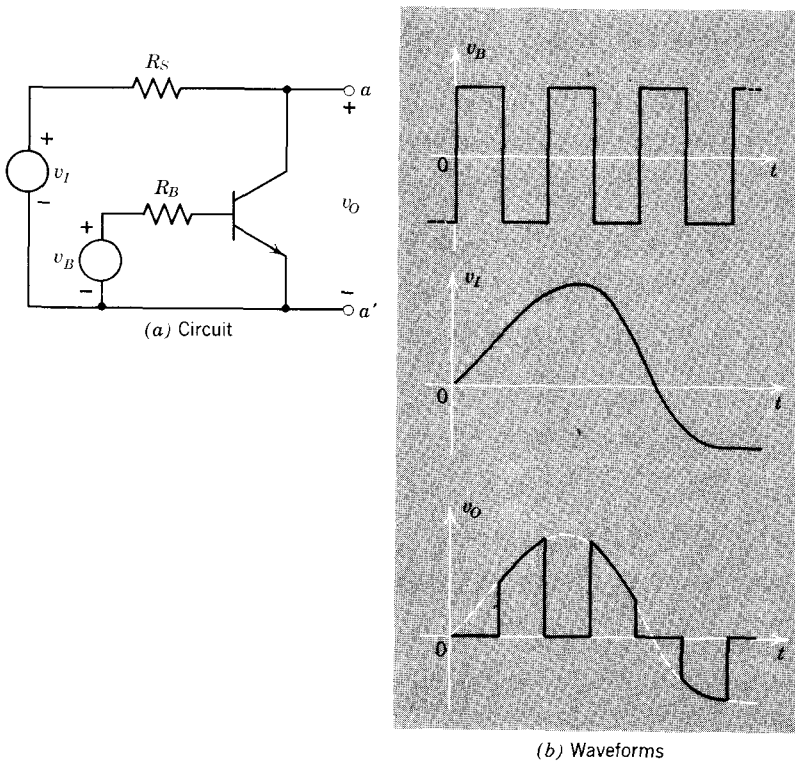 R_S
a
+
+
v_I
−
R_B
v_O
+
v_B
−
−
a'
(a) Circuit
v_B
0
t
v_I
0
t
v_O
0
t
(b) Waveforms